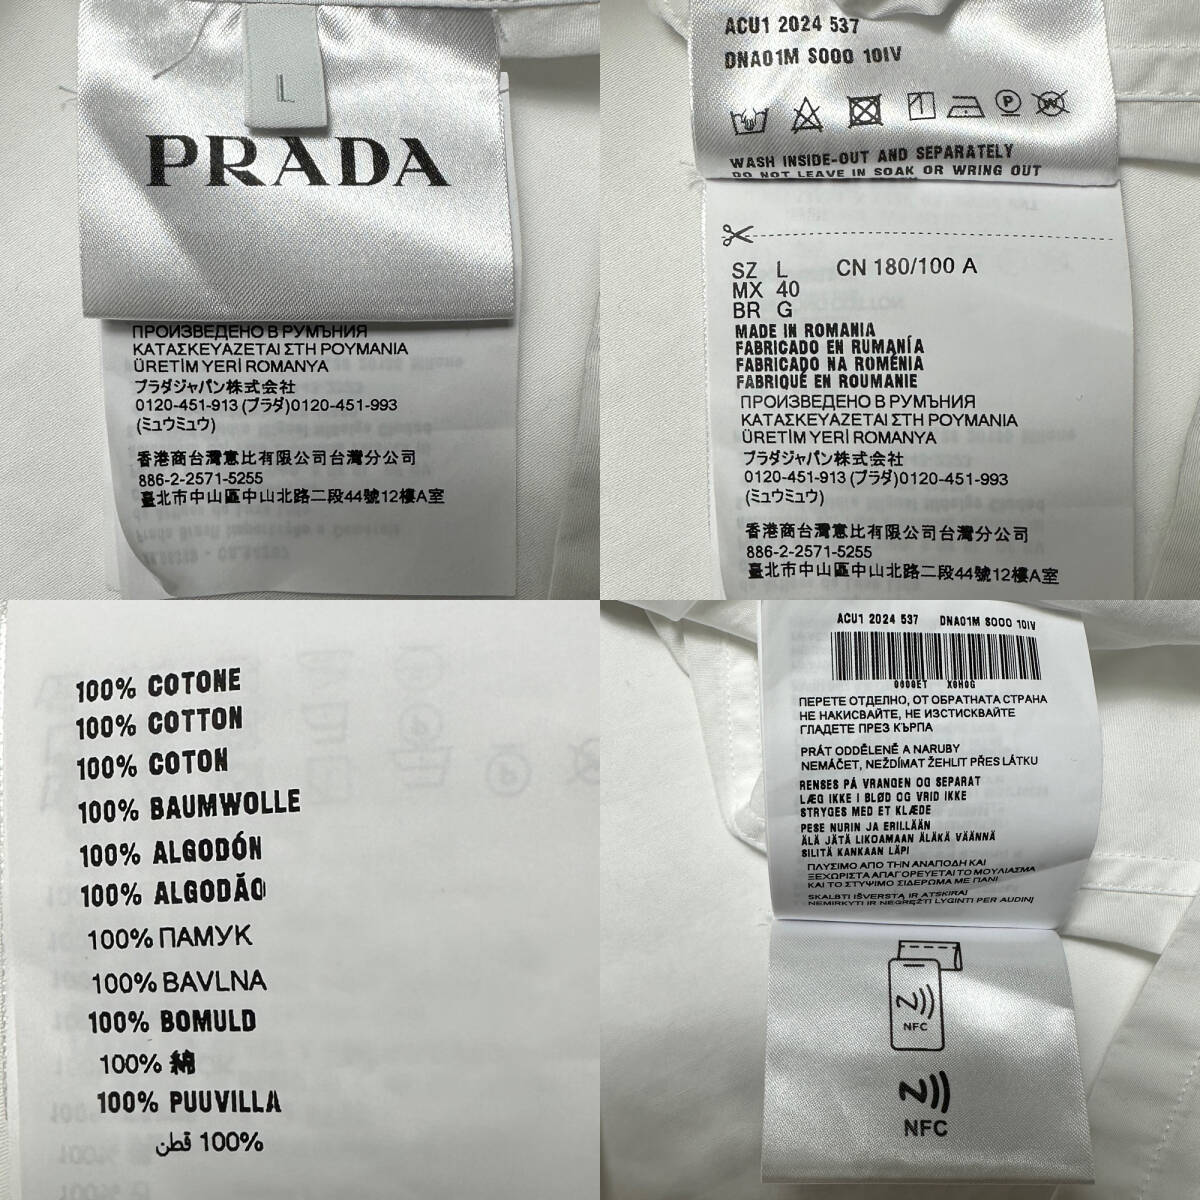 L
PRADA
ПРОИЗВЕДЕНО В РУМЪНИЯ
ΚΑΤΑΣΚΕΥΑΖΕΤΑΙ ΣΤΗ ΡΟΥΜΑΝΙΑ
ÜRETİM YERİ ROMANYA
プラダジャパン株式会社
0120-451-913 (プラダ)0120-451-993
(ミュウミュウ)
香港商台灣意比有限公司台灣分公司
886-2-2571-5255
臺北市中山區中山北路二段44號12樓A室
ACU1 2024 537
DNA01M S000 10IV
P
W
WASH INSIDE-OUT AND SEPARATELY
DO NOT LEAVE IN SOAK OR WRING OUT
SZ L CN 180/100 A
MX 40
BR G
MADE IN ROMANIA
FABRICADO EN RUMANÍA
FABRICADO NA ROMÉNIA
FABRIQUÉ EN ROUMANIE
ПРОИЗВЕДЕНО В РУМЪНИЯ
ΚΑΤΑΣΚΕΥΑΖΕΤΑΙ ΣΤΗ ΡΟΥΜΑΝΙΑ
ÜRETİM YERİ ROMANYA
プラダジャパン株式会社
0120-451-913 (プラダ)0120-451-993
(ミュウミュウ)
香港商台灣意比有限公司台灣分公司
886-2-2571-5255
臺北市中山區中山北路二段44號12樓A室
100% COTONE
100% COTTON
100% COTON
100% BAUMWOLLE
100% ALGODÓN
100% ALGODÃO
100% ПАМУК
100% BAVLNA
100% BOMULD
100% 綿
100% PUUVILLA
100% قطن
ACU1 2024 537 DNA01M S000 10IV
ПЕРЕТЕ ОТДЕЛНО, ОТ ОБРАТНАТА СТРАНА
НЕ НАКИСВАЙТЕ, НЕ ИЗСТИСКВАЙТЕ
ГЛАДЕТЕ ПРЕЗ КЪРПА
PRÁT ODDĚLENĚ A NARUBY
NEMÁČET, NEŽDÍMAT ŽEHLIT PŘES LÁTKU
RENSES PÅ VRANGEN OG SEPARAT
LÆG IKKE I BLØD OG VRID IKKE
STRYGES MED ET KLÆDE
PESE NURIN JA ERILLÄÄN
ÄLÄ JÄTÄ LIKOAMAAN ÄLÄKÄ VÄÄNNÄ
SILITÄ KANKAAN LÄPI
ΠΛΥΣΙΜΟ ΑΠΟ ΤΗΝ ΑΝΑΠΟΔΗ ΚΑΙ
ΞΕΧΩΡΙΣΤΑ ΑΠΑΓΟΡΕΥΕΤΑΙ ΤΟ ΜΟΥΛΙΑΣΜΑ
ΚΑΙ ΤΟ ΣΤΥΨΙΜΟ ΣΙΔΕΡΩΜΑ ΜΕ ΠΑΝΙ
SKALBTI IŠVERSTĄ IR ATSKIRAI
NEMIRKYTI IR NEGRĘŽTI LYGINTI PER AUDINĮ
NFC
NFC